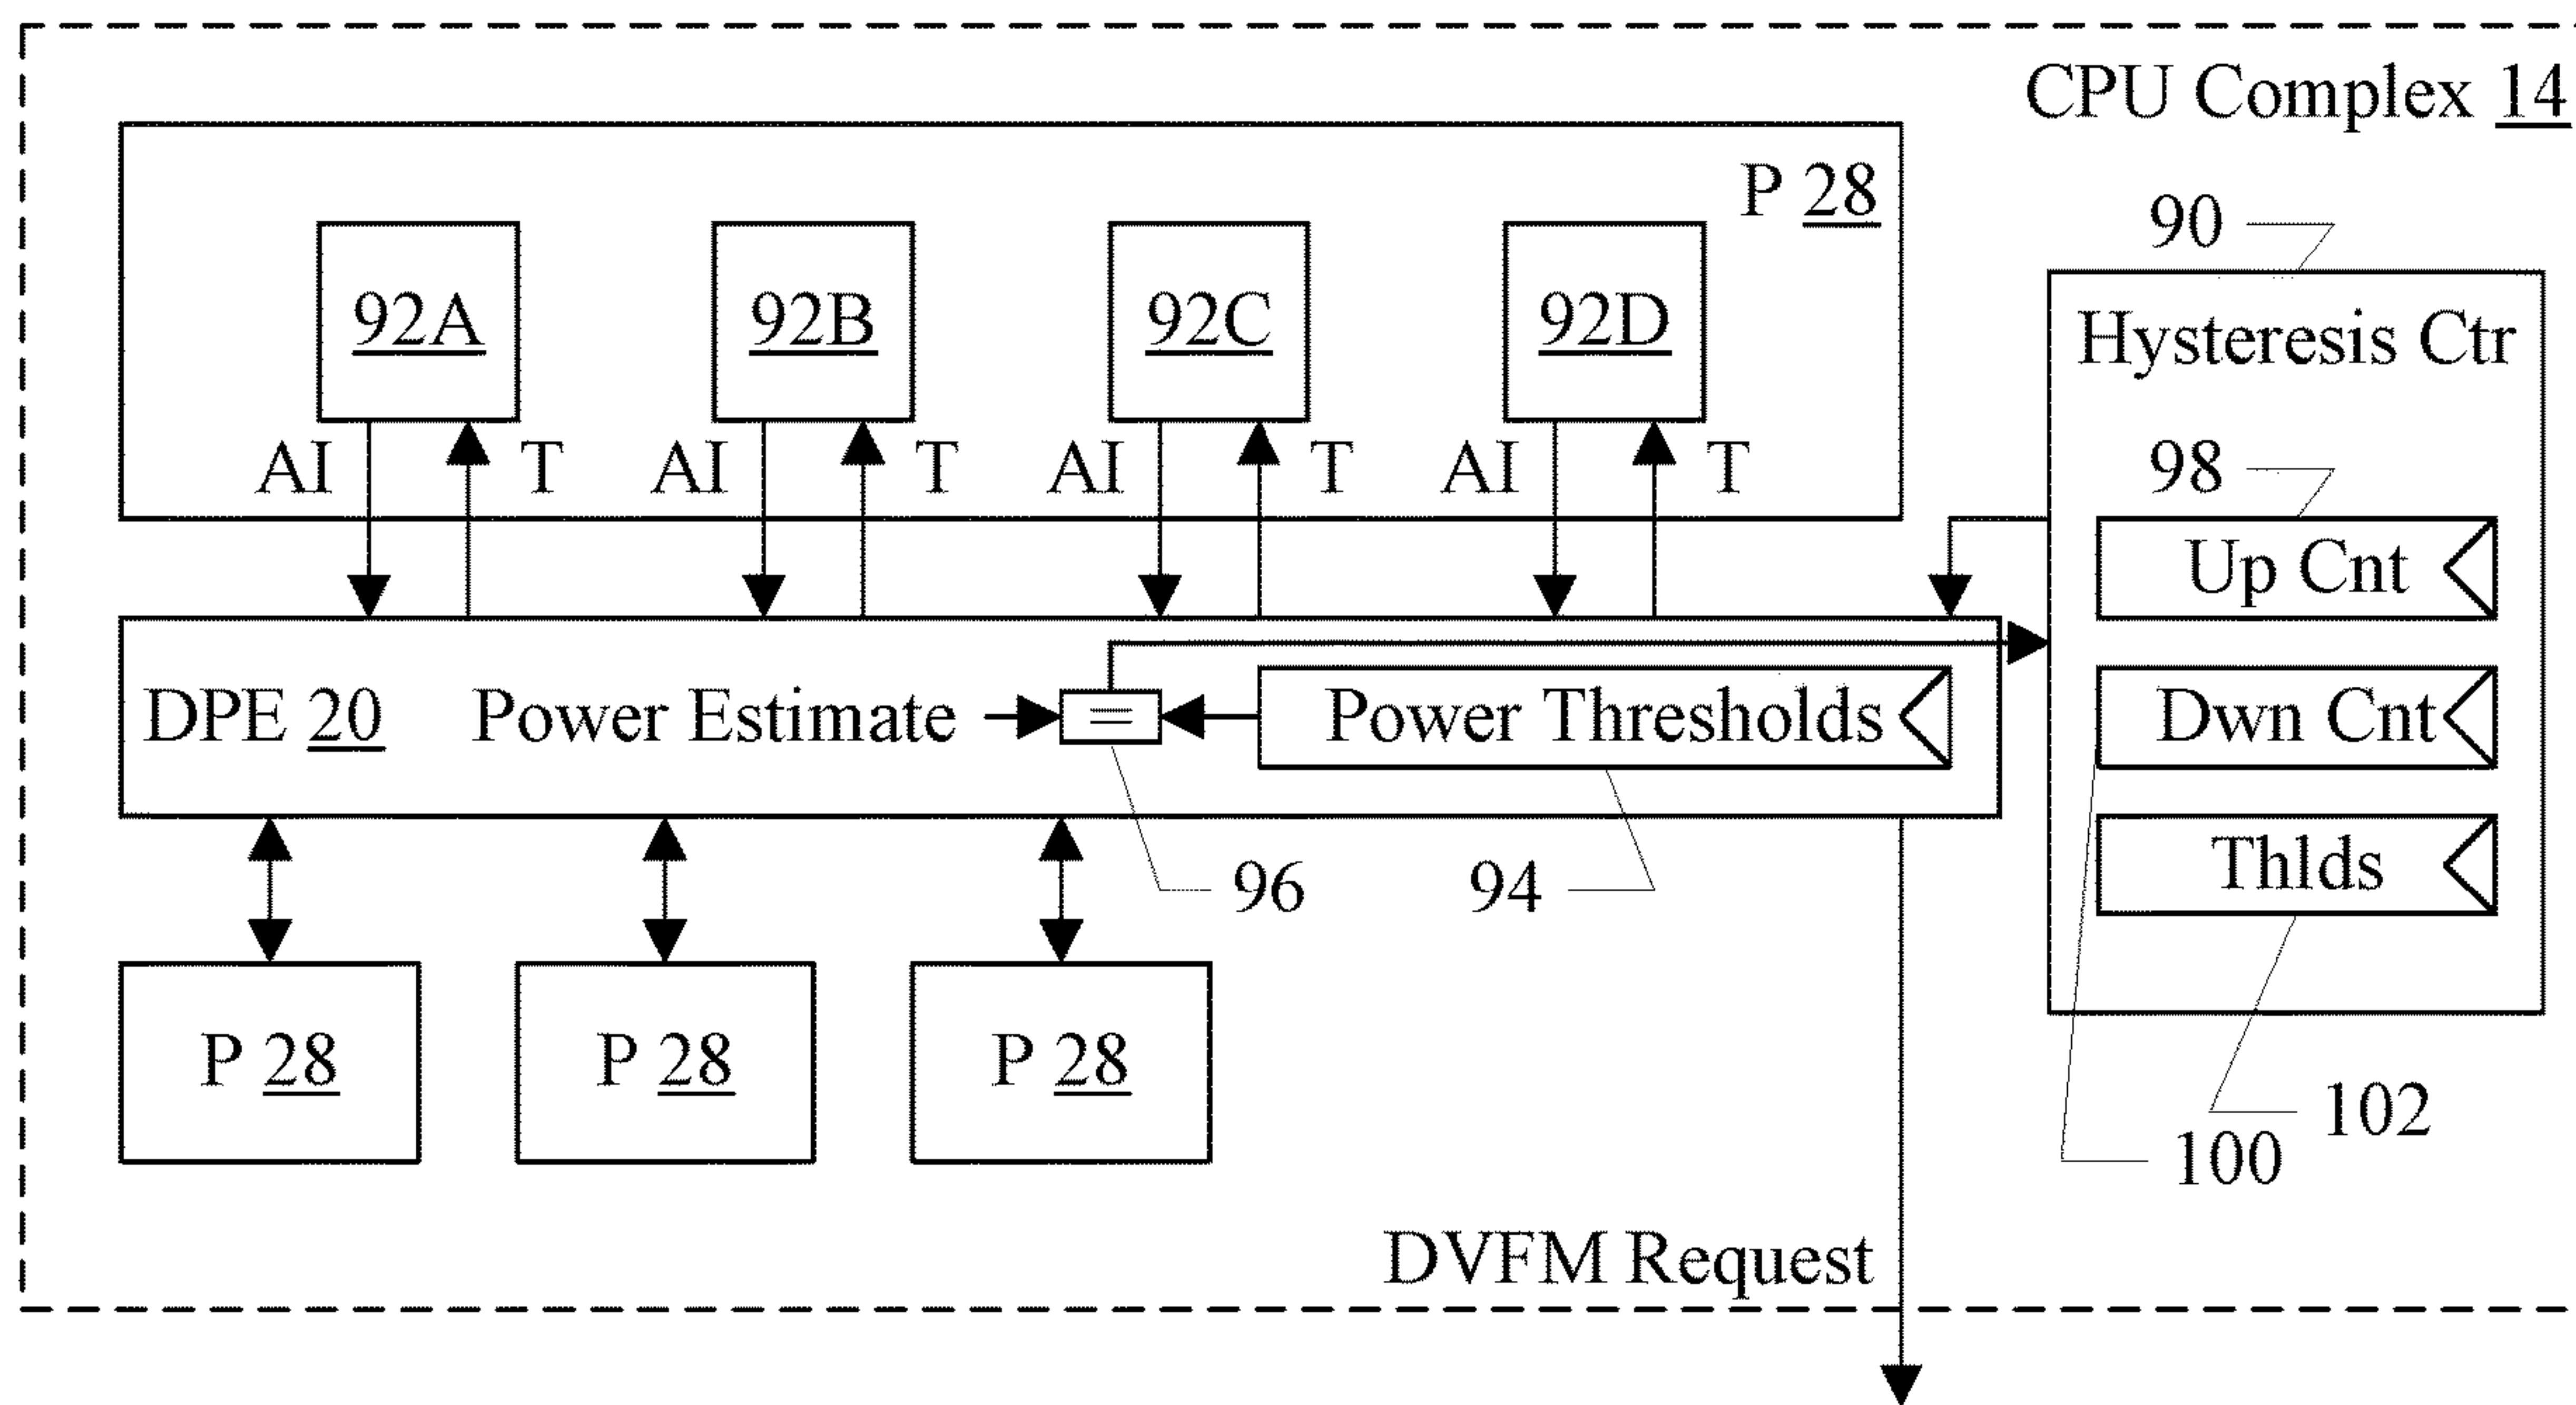 CPU Complex 14
P 28
90
92A 92B 92C 92D
Hysteresis Ctr
AI T AI T AI T AI T
98
Up Cnt
DPE 20 Power Estimate = Power Thresholds
Dwn Cnt
96 94
Thlds
P 28 P 28 P 28
102
100
DVFM Request